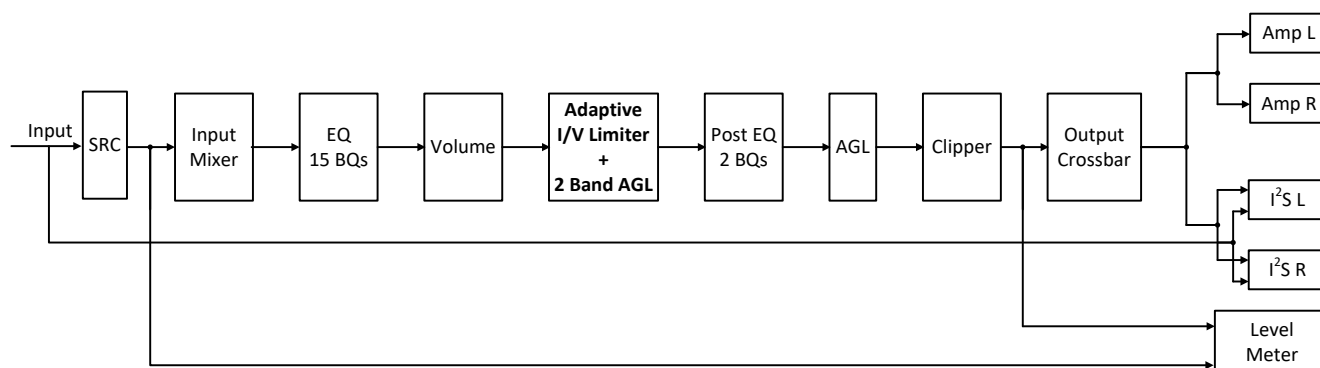 Input
SRC
Input
Mixer
EQ
15 BQs
Volume
Adaptive
I/V Limiter
+
2 Band AGL
Post EQ
2 BQs
AGL
Clipper
Output
Crossbar
Amp L
Amp R
I²S L
I²S R
Level
Meter